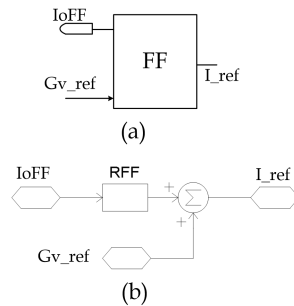 IoFF
FF
Gv_ref
I_ref
(a)
IoFF
RFF
I_ref
+
Σ
+
Gv_ref
(b)